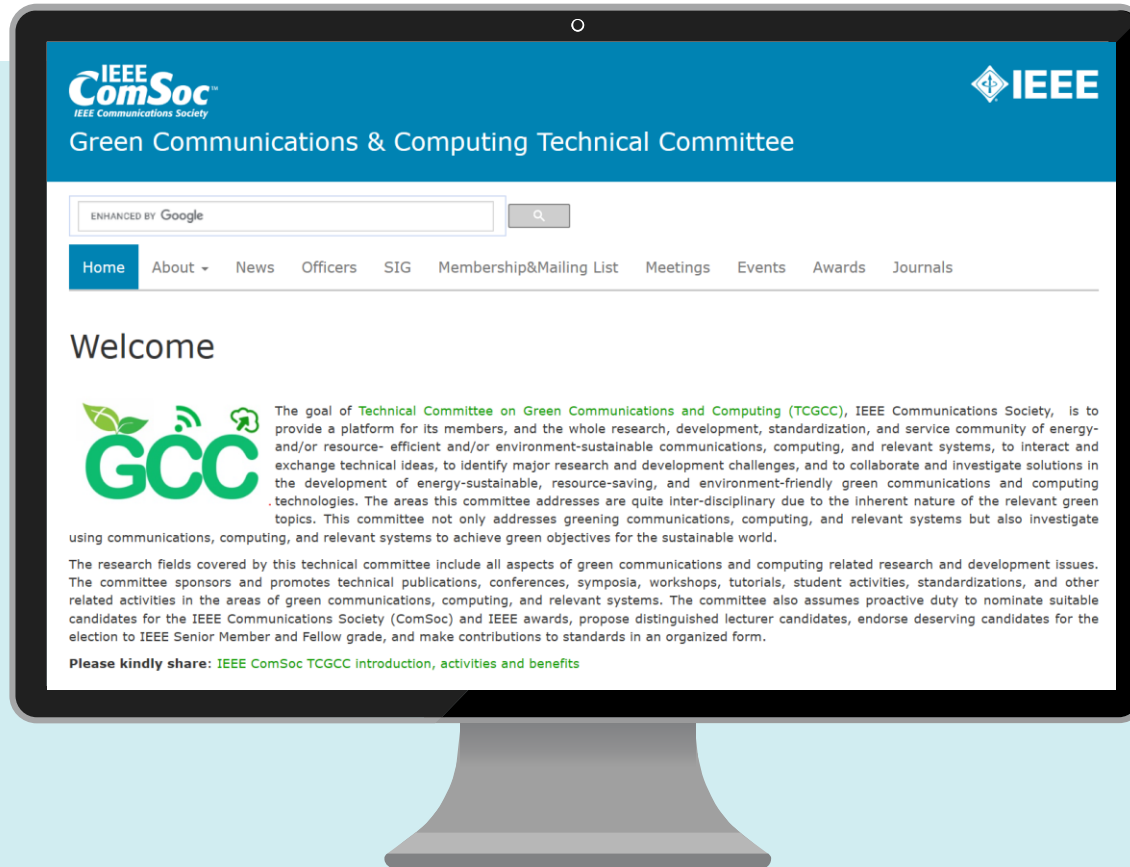 IEEE
ComSoc™
IEEE Communications Society
IEEE
Green Communications & Computing Technical Committee
ENHANCED BY Google
Home About News Officers SIG Membership&Mailing List Meetings Events Awards Journals
Welcome
GCC
The goal of Technical Committee on Green Communications and Computing (TCGCC), IEEE Communications Society, is to
provide a platform for its members, and the whole research, development, standardization, and service community of energy-
and/or resource- efficient and/or environment-sustainable communications, computing, and relevant systems, to interact and
exchange technical ideas, to identify major research and development challenges, and to collaborate and investigate solutions in
the development of energy-sustainable, resource-saving, and environment-friendly green communications and computing
. technologies. The areas this committee addresses are quite inter-disciplinary due to the inherent nature of the relevant green
topics. This committee not only addresses greening communications, computing, and relevant systems but also investigate
using communications, computing, and relevant systems to achieve green objectives for the sustainable world.
The research fields covered by this technical committee include all aspects of green communications and computing related research and development issues.
The committee sponsors and promotes technical publications, conferences, symposia, workshops, tutorials, student activities, standardizations, and other
related activities in the areas of green communications, computing, and relevant systems. The committee also assumes proactive duty to nominate suitable
candidates for the IEEE Communications Society (ComSoc) and IEEE awards, propose distinguished lecturer candidates, endorse deserving candidates for the
election to IEEE Senior Member and Fellow grade, and make contributions to standards in an organized form.
Please kindly share: IEEE ComSoc TCGCC introduction, activities and benefits